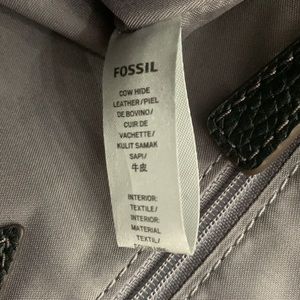 FOSSIL
COW HIDE
LEATHER/PIEL
DE BOVINO/
CUIR DE
VACHETTE/
KULIT SAMAK
SAPI/
牛皮
INTERIOR:
TEXTILE/
INTERIOR:
MATERIAL
TEXTIL/